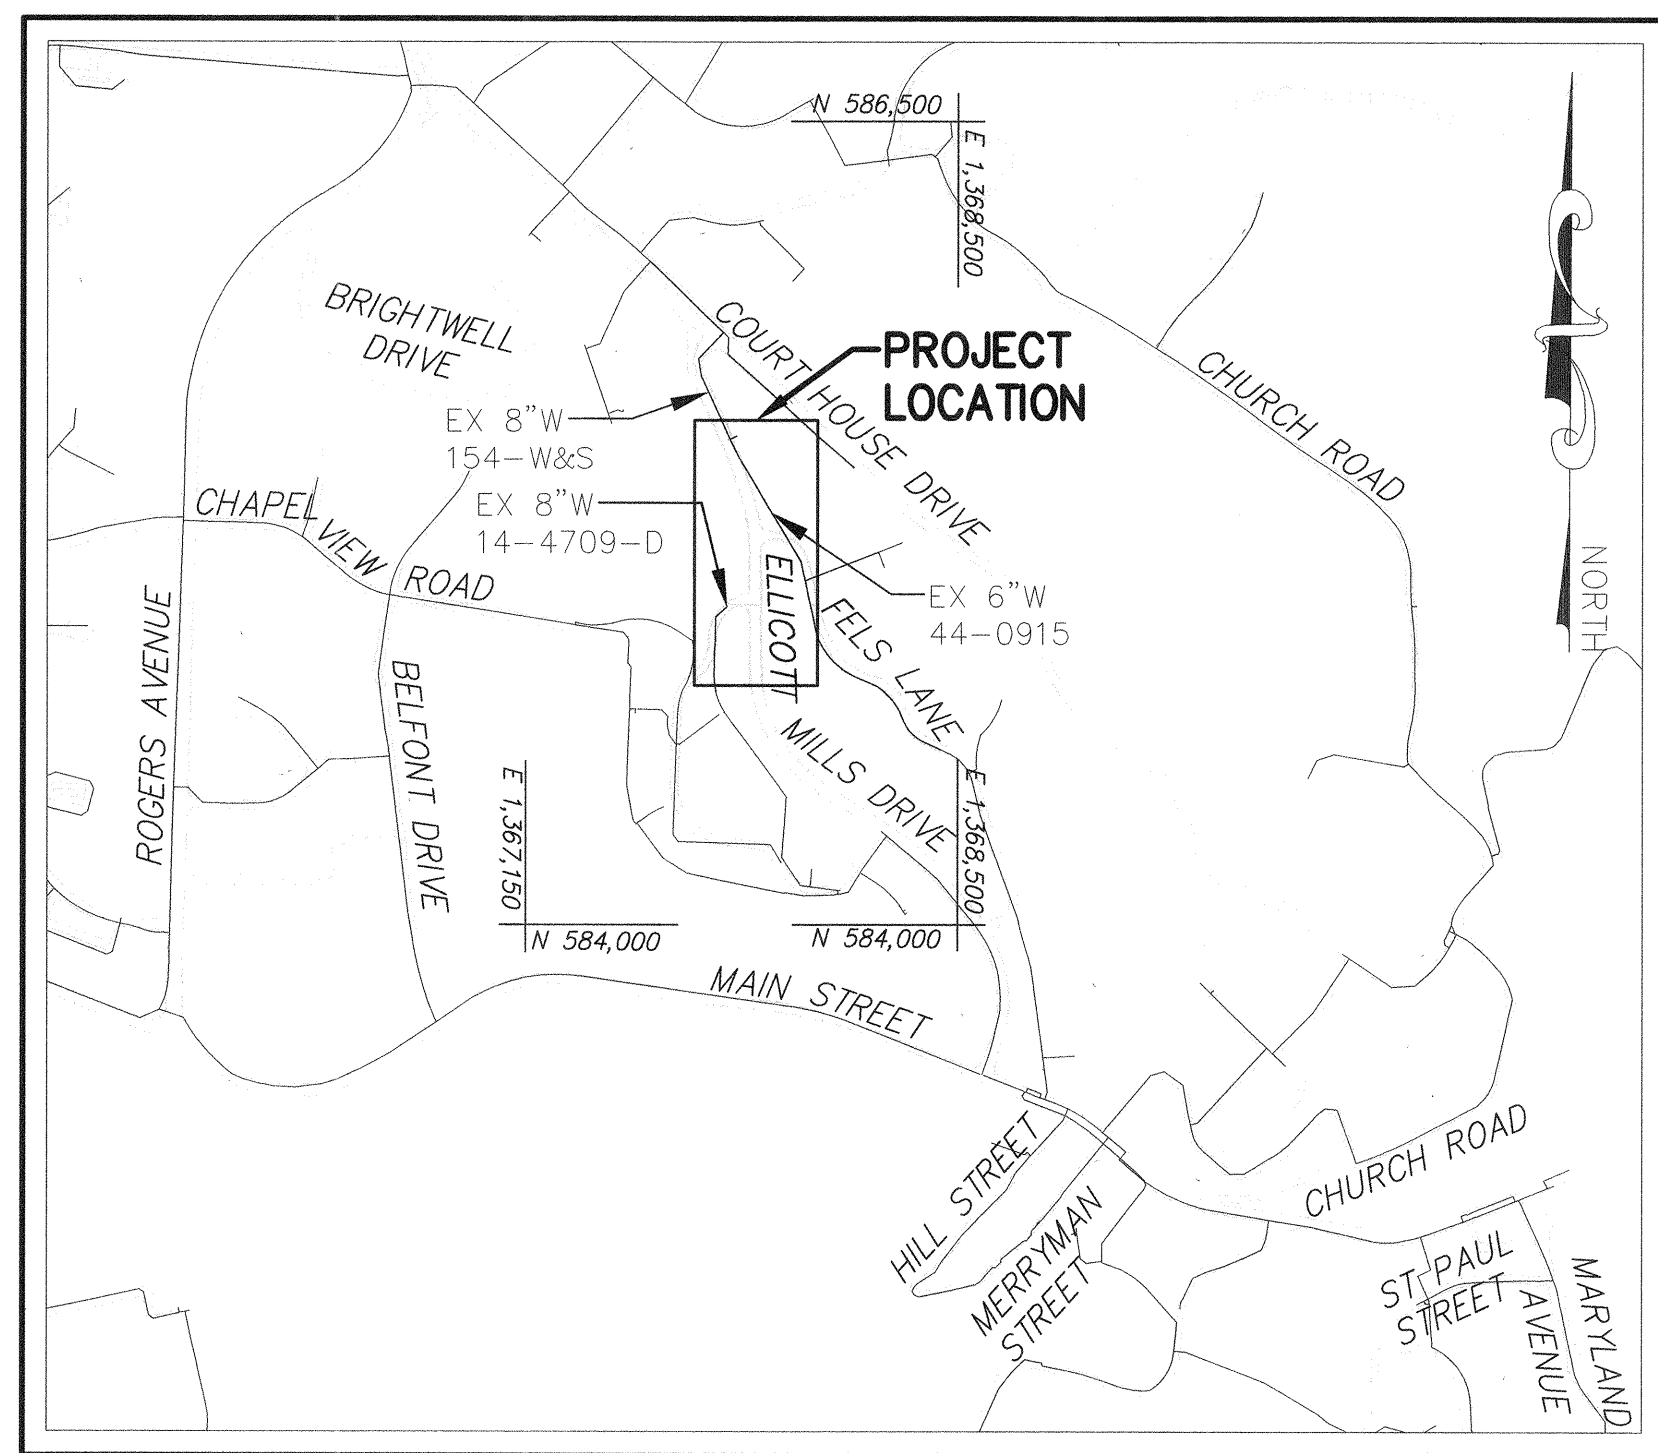 N 586,500
E 1,368,500
BRIGHTWELL
DRIVE
COURT HOUSE DRIVE
PROJECT
LOCATION
CHURCH ROAD
EX 8"W
154-W&S
EX 8"W
14-4709-D
CHAPEL VIEW ROAD
NORTH
EX 6"W
44-0915
ELLICOTT MILLS DRIVE
FELS LANE
ROGERS AVENUE
BELFONT DRIVE
E 1,367,150
N 584,000
E 1,368,500
N 584,000
MAIN STREET
HILL STREET
MERRYMAN
STREET
CHURCH ROAD
ST PAUL
STREET
MARYLAND
AVENUE